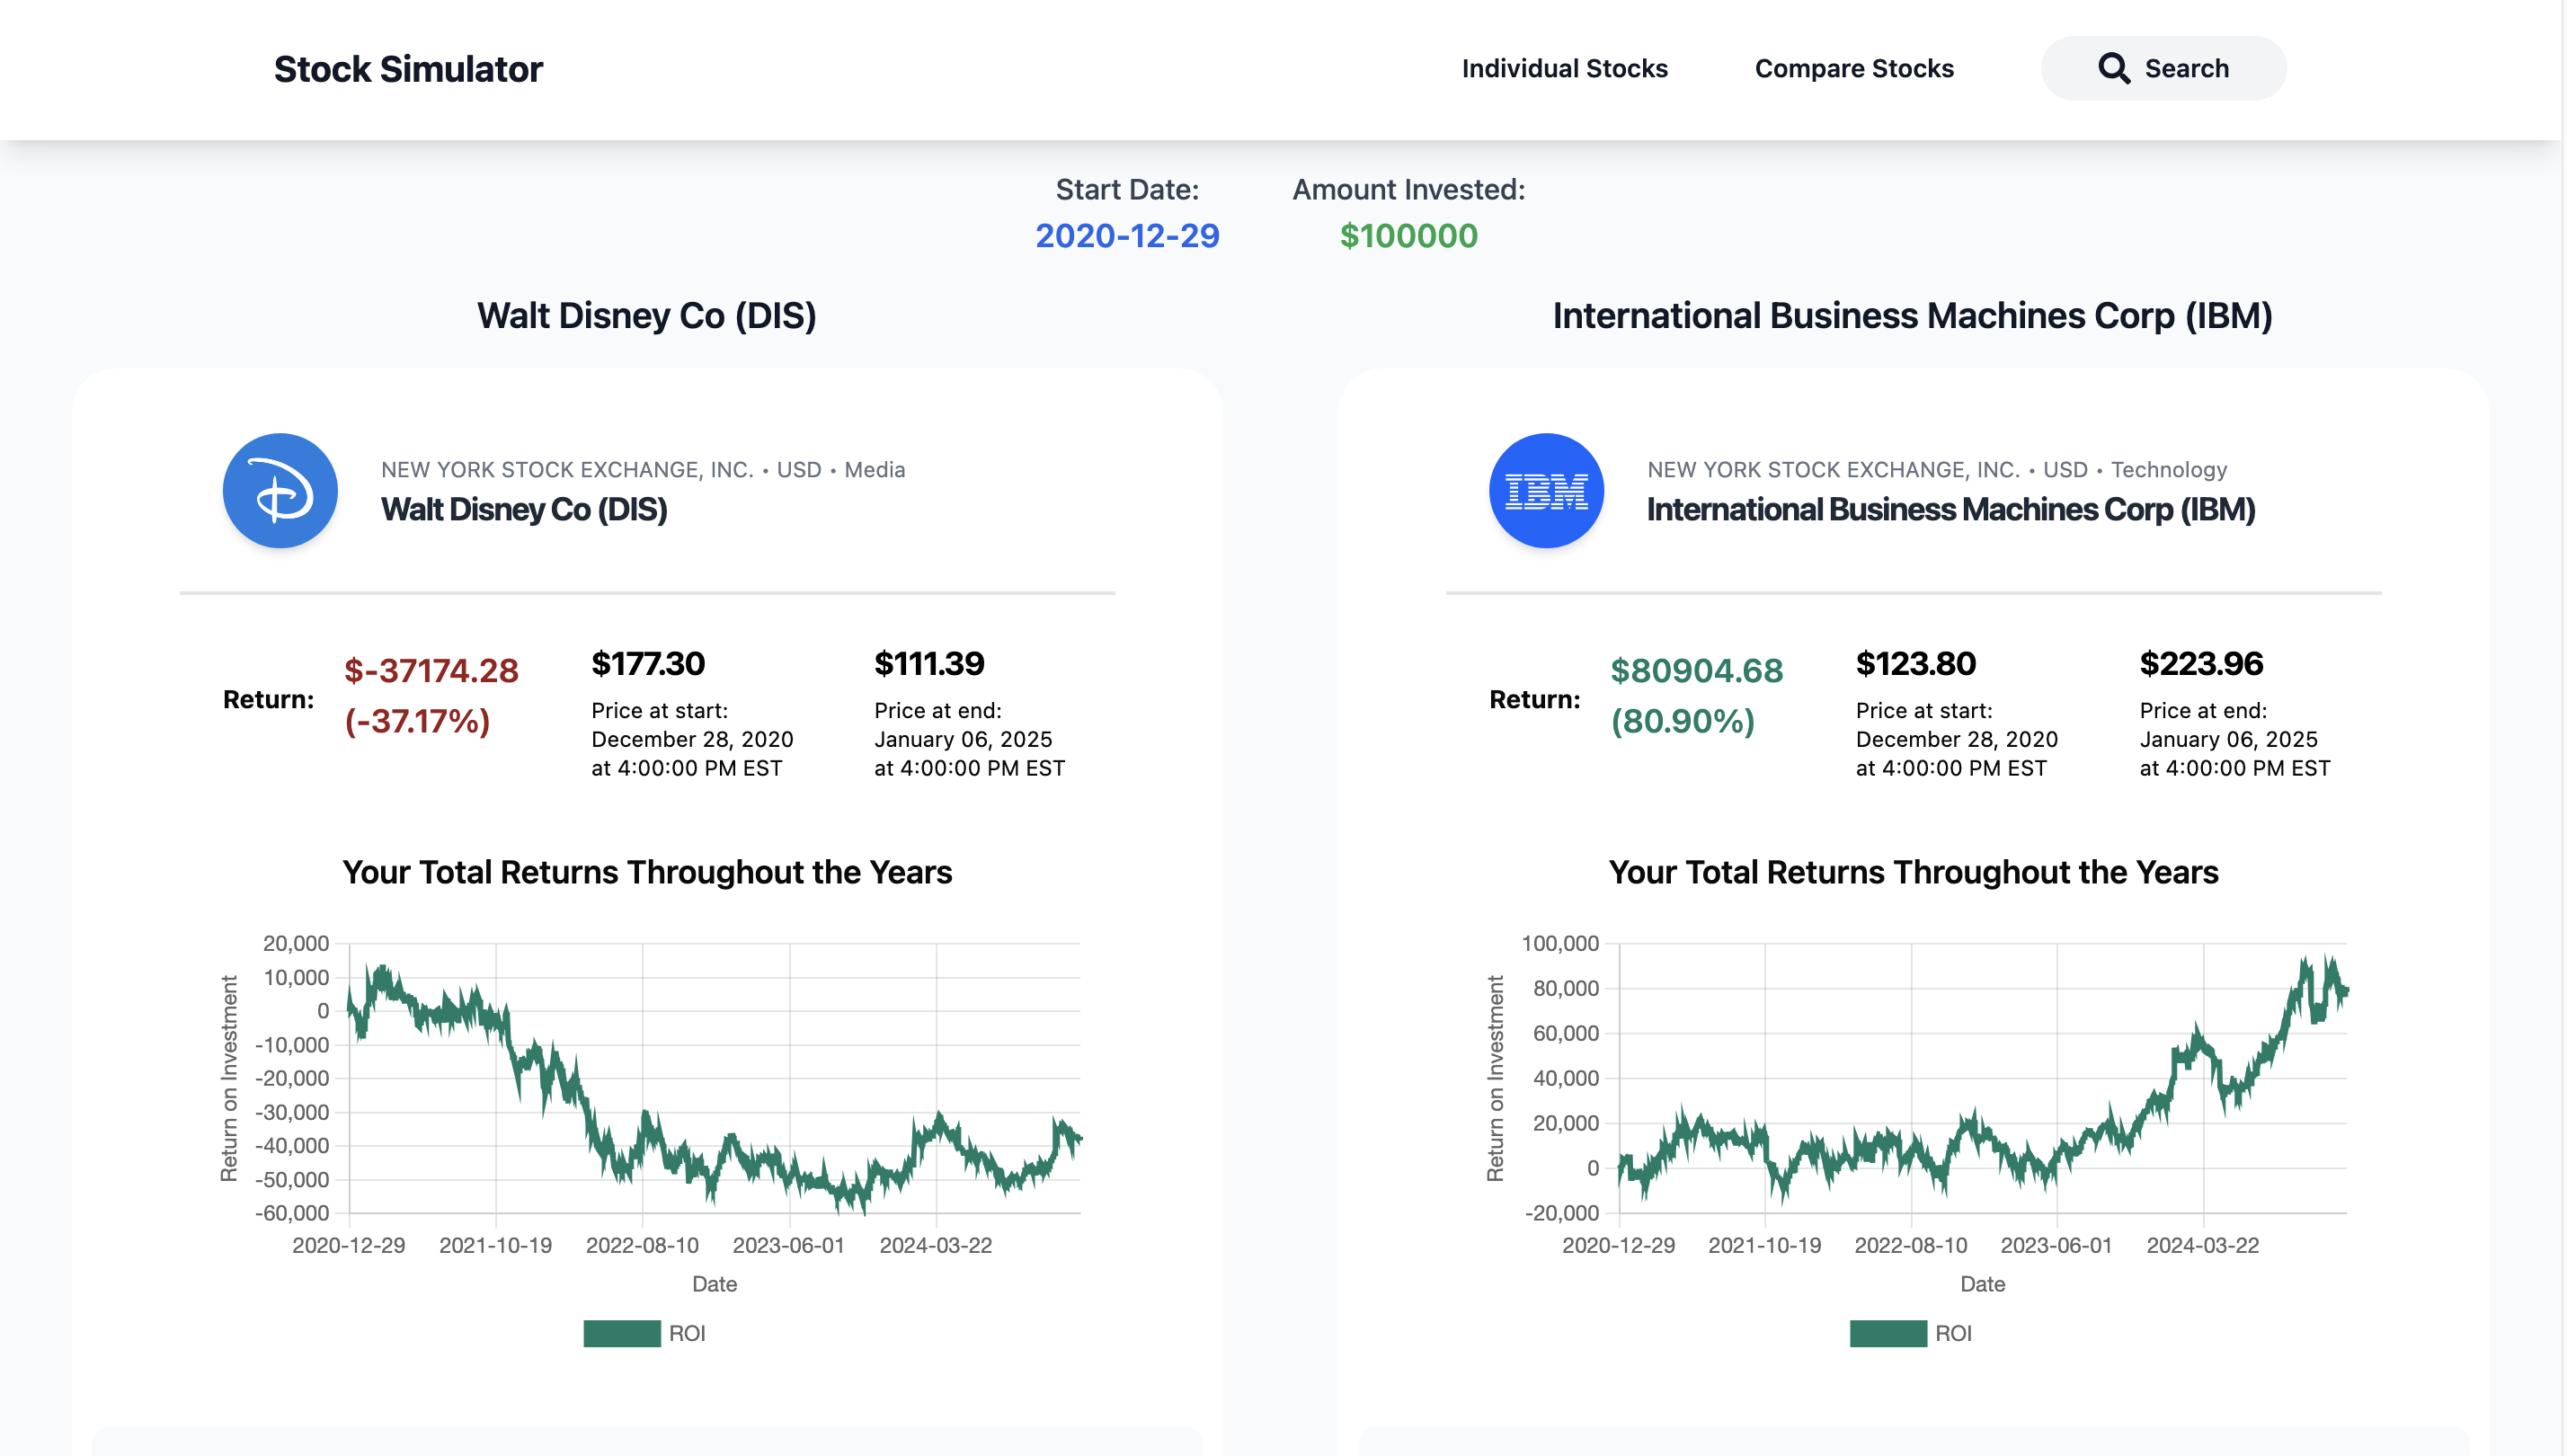 Stock Simulator
Individual Stocks
Compare Stocks
Search
Start Date:
2020-12-29
Amount Invested:
$100000
Walt Disney Co (DIS)
NEW YORK STOCK EXCHANGE, INC. • USD • Media
Walt Disney Co (DIS)
Return:
$-37174.28
(-37.17%)
$177.30
Price at start:
December 28, 2020
at 4:00:00 PM EST
$111.39
Price at end:
January 06, 2025
at 4:00:00 PM EST
Your Total Returns Throughout the Years
Return on Investment
20,000
10,000
0
-10,000
-20,000
-30,000
-40,000
-50,000
-60,000
2020-12-29
2021-10-19
2022-08-10
2023-06-01
2024-03-22
Date
ROI
International Business Machines Corp (IBM)
IBM
NEW YORK STOCK EXCHANGE, INC. • USD • Technology
International Business Machines Corp (IBM)
Return:
$80904.68
(80.90%)
$123.80
Price at start:
December 28, 2020
at 4:00:00 PM EST
$223.96
Price at end:
January 06, 2025
at 4:00:00 PM EST
Your Total Returns Throughout the Years
Return on Investment
100,000
80,000
60,000
40,000
20,000
0
-20,000
2020-12-29
2021-10-19
2022-08-10
2023-06-01
2024-03-22
Date
ROI